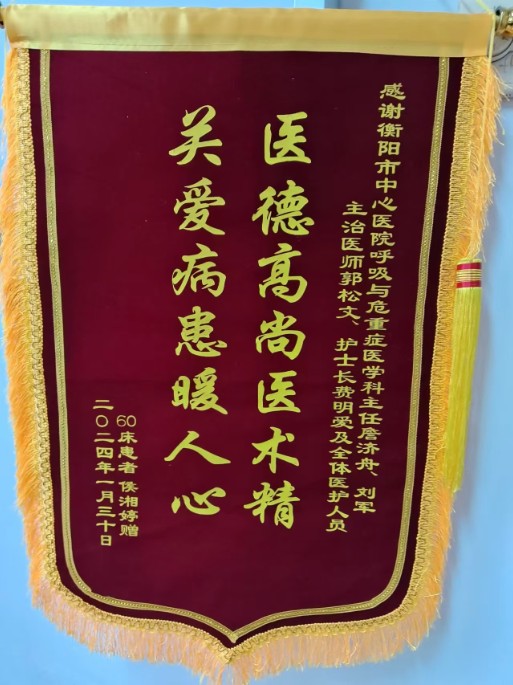 感谢衡阳市中心医院呼吸与危重症医学科主任詹济舟、刘军
主治医师郭松文、护士长费明爱及全体医护人员
医德高尚医术精
关爱病患暖人心
60床患者 侯湘婷赠
二〇二四年一月三十日